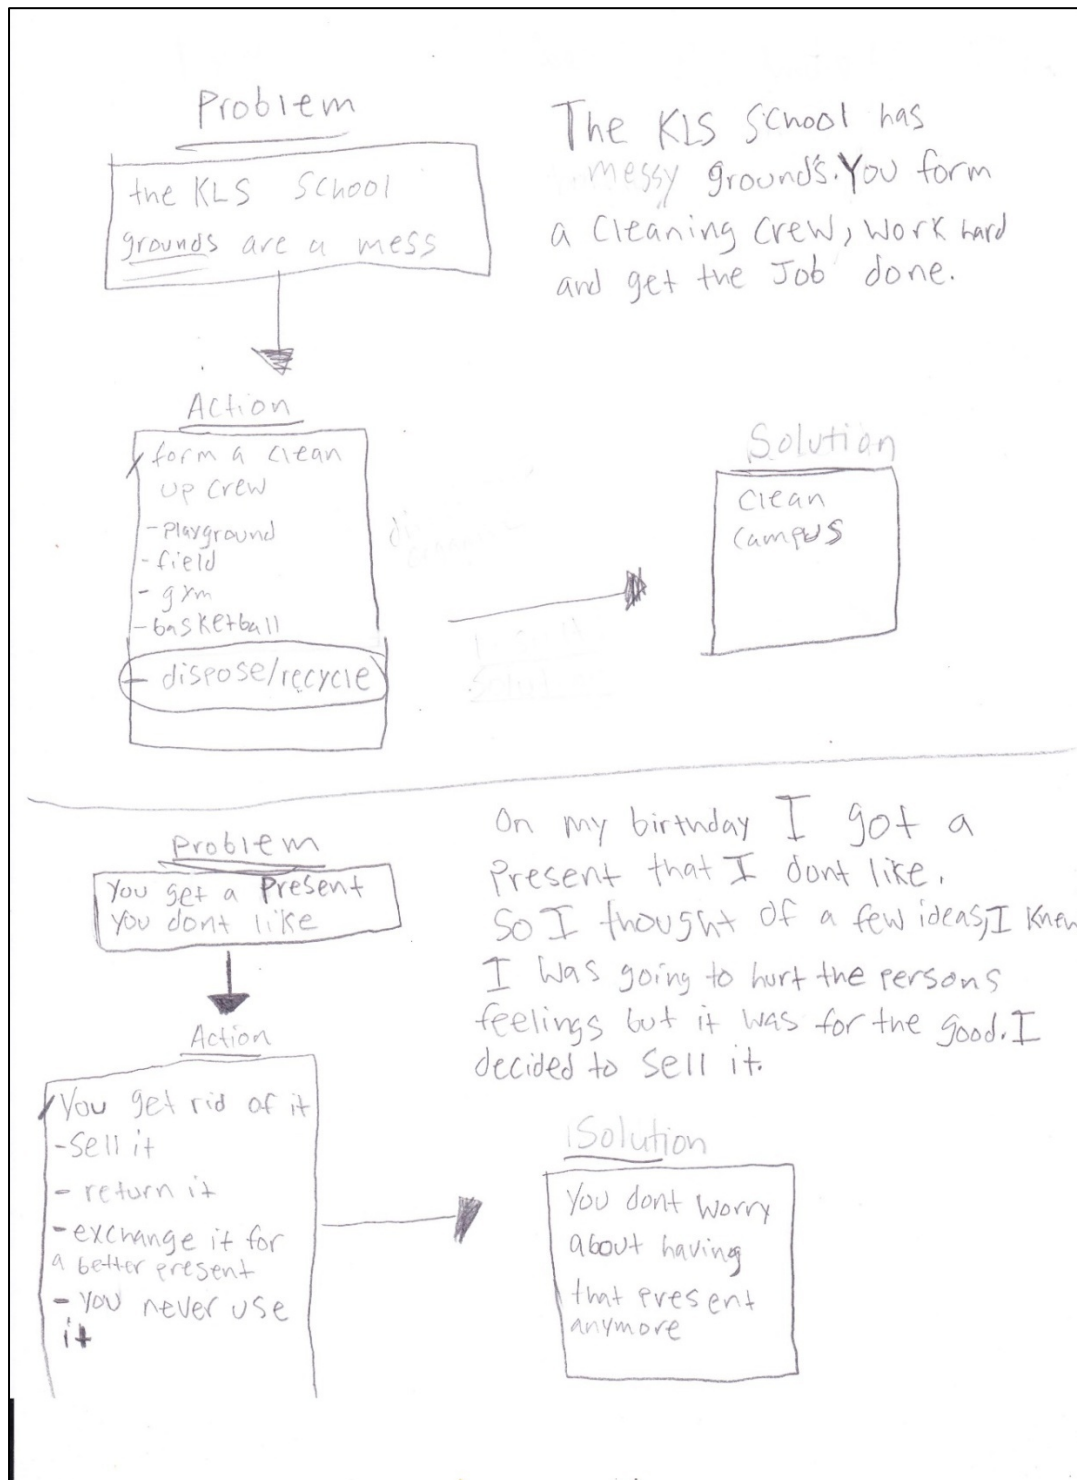 Problem
the KLS School
grounds are a mess
The KLS School has
messy ground's. You form
a Cleaning Crew, work hard
and get the Job done.
Action
form a clean
up crew
- Playground
- field
- gym
- basketball
- dispose/recycle
Solution
Clean
Campus
Problem
You get a Present
You dont like
On my birthday I got a
Present that I dont like.
So I thought of a few ideas, I knew
I was going to hurt the persons
feelings but it was for the good. I
decided to sell it.
Action
You get rid of it
- Sell it
- return it
- exchange it for
a better present
- you never use
it
Solution
You dont worry
about having
that present
anymore